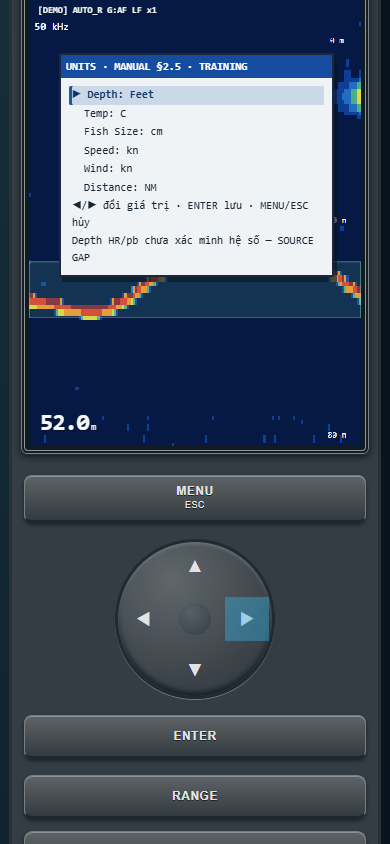 [DEMO] AUTO_R G:AF LF x1
50 kHz
UNITS · MANUAL §2.5 · TRAINING
▶ Depth: Feet
Temp: C
Fish Size: cm
Speed: kn
Wind: kn
Distance: NM
◀/▶ đổi giá trị · ENTER lưu · MENU/ESC
hủy
Depth HR/pb chưa xác minh hệ số — SOURCE
GAP
52.0m
80 m
MENU
ESC
▲
◀ ▶
▼
ENTER
RANGE